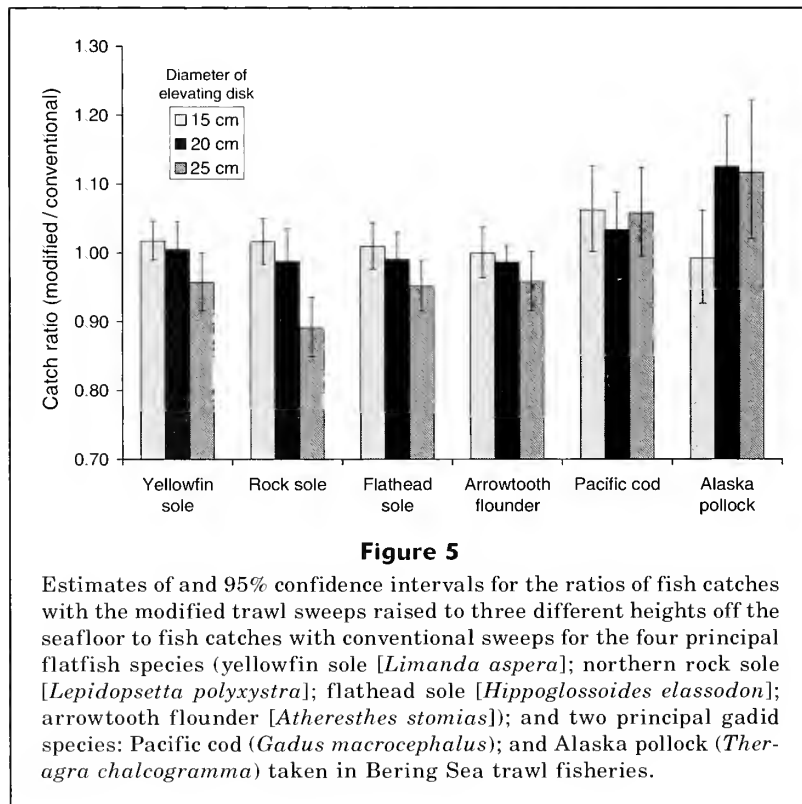 1.30
1.20
1.10
1.00
0.90
0.80
0.70
Catch ratio (modified / conventional)
Diameter of
elevating disk
15 cm
20 cm
25 cm
Yellowfin
sole
Rock sole
Flathead
sole
Arrowtooth
flounder
Pacific cod
Alaska
pollock
Figure 5
Estimates of and 95% confidence intervals for the ratios of fish catches
with the modified trawl sweeps raised to three different heights off the
seafloor to fish catches with conventional sweeps for the four principal
flatfish species (yellowfin sole [Limanda aspera]; northern rock sole
[Lepidopsetta polyxystra]; flathead sole [Hippoglossoides elassodon];
arrowtooth flounder [Atheresthes stomias]); and two principal gadid
species: Pacific cod (Gadus macrocephalus); and Alaska pollock (Ther-
agra chalcogramma) taken in Bering Sea trawl fisheries.